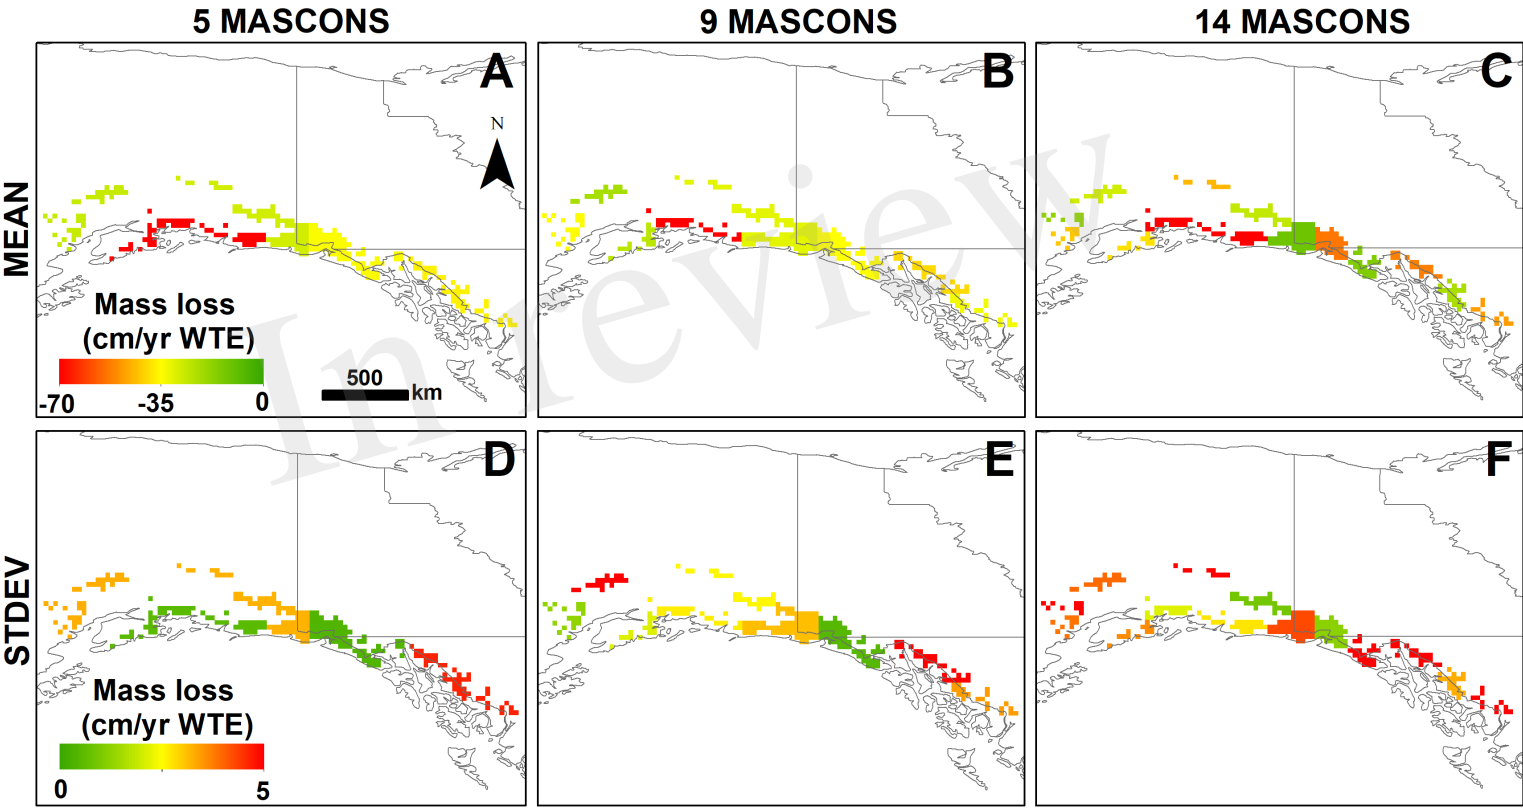 5 MASCONS
9 MASCONS
14 MASCONS
MEAN
A
B
C
N
Mass loss
(cm/yr WTE)
-70
-35
0
500
km
In review
STDEV
D
E
F
Mass loss
(cm/yr WTE)
0
5